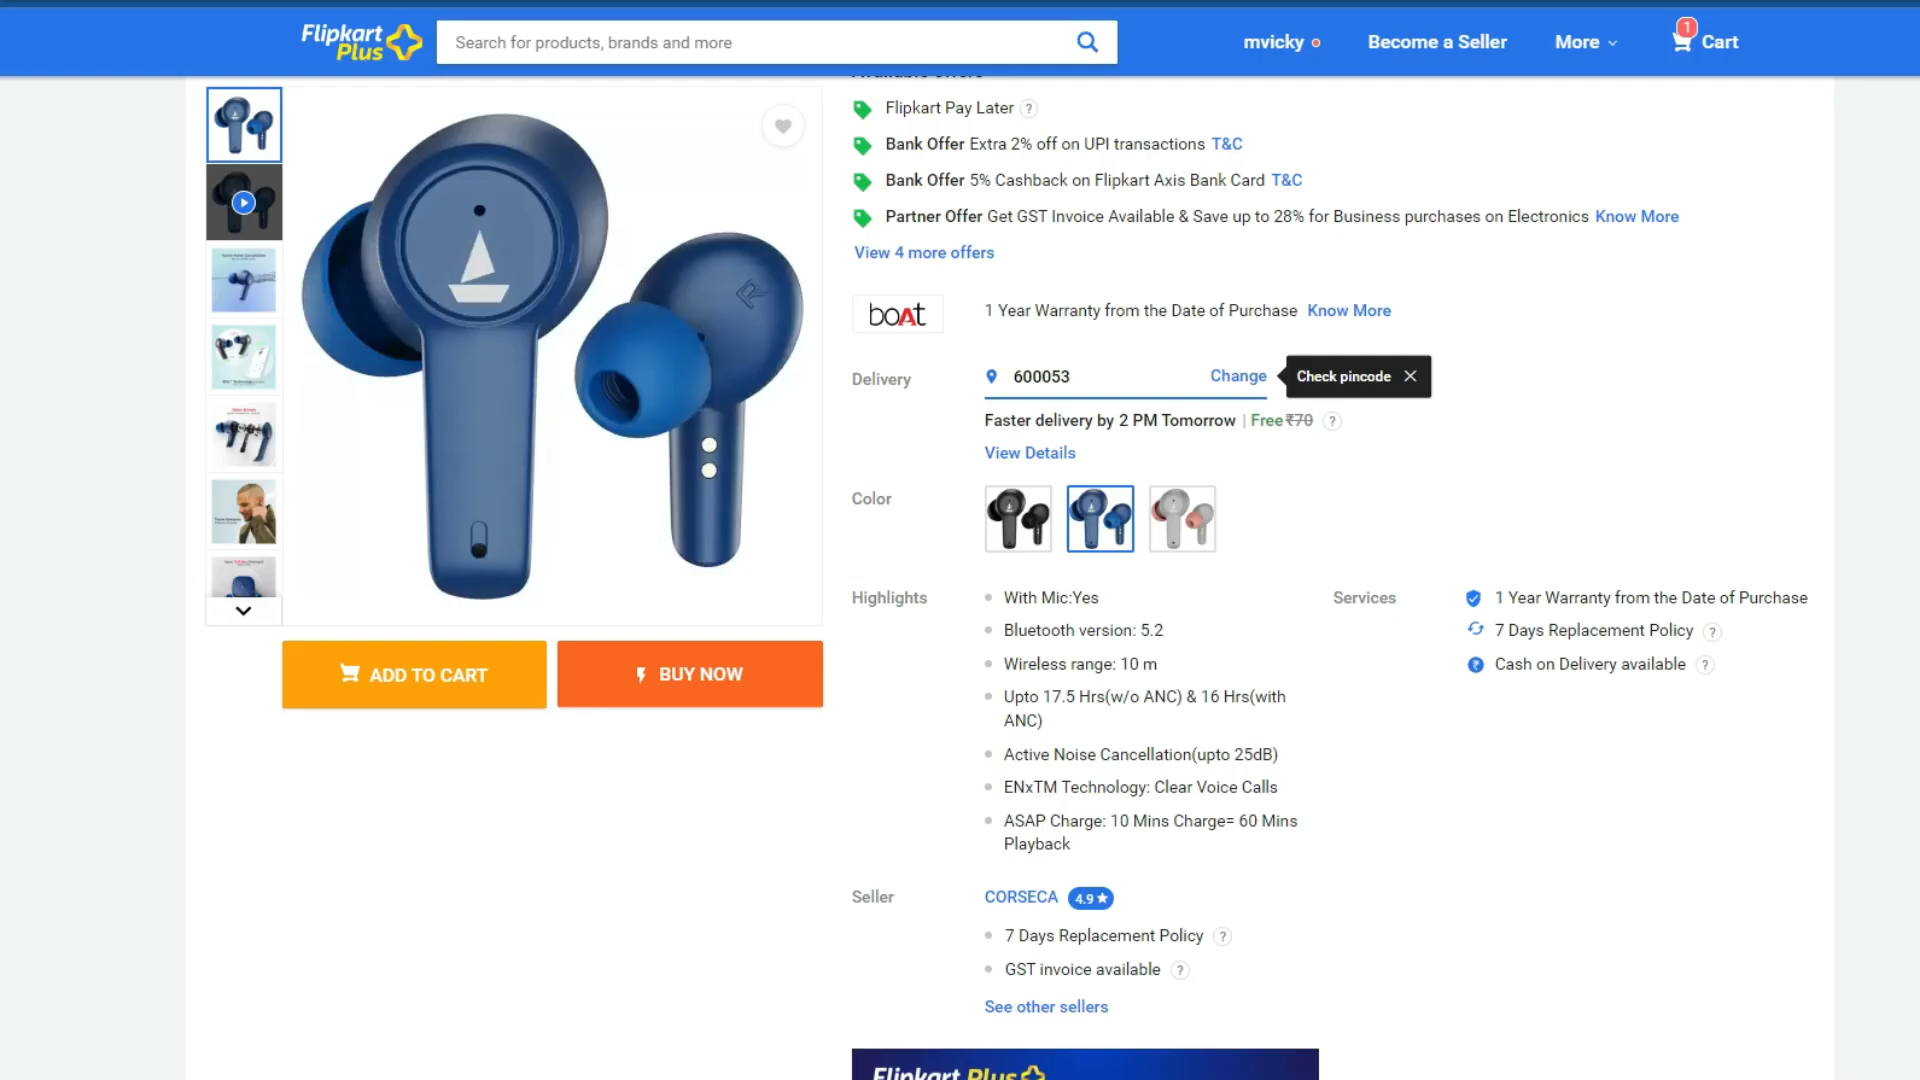 Flipkart
Plus
Search for products, brands and more
mvicky
Become a Seller
More
1
Cart
Available offers
Flipkart Pay Later ?
Bank Offer Extra 2% off on UPI transactions T&C
Bank Offer 5% Cashback on Flipkart Axis Bank Card T&C
Partner Offer Get GST Invoice Available & Save up to 28% for Business purchases on Electronics Know More
View 4 more offers
boAt
1 Year Warranty from the Date of Purchase Know More
Delivery
600053
Change
Check pincode
Faster delivery by 2 PM Tomorrow | Free ₹70 ?
View Details
Color
Highlights
With Mic:Yes
Bluetooth version: 5.2
Wireless range: 10 m
Upto 17.5 Hrs(w/o ANC) & 16 Hrs(with
ANC)
Active Noise Cancellation(upto 25dB)
ENxTM Technology: Clear Voice Calls
ASAP Charge: 10 Mins Charge= 60 Mins
Playback
Services
1 Year Warranty from the Date of Purchase
7 Days Replacement Policy ?
Cash on Delivery available ?
ADD TO CART
BUY NOW
Seller
CORSECA 4.9
7 Days Replacement Policy ?
GST invoice available ?
See other sellers
Flipkart Plus